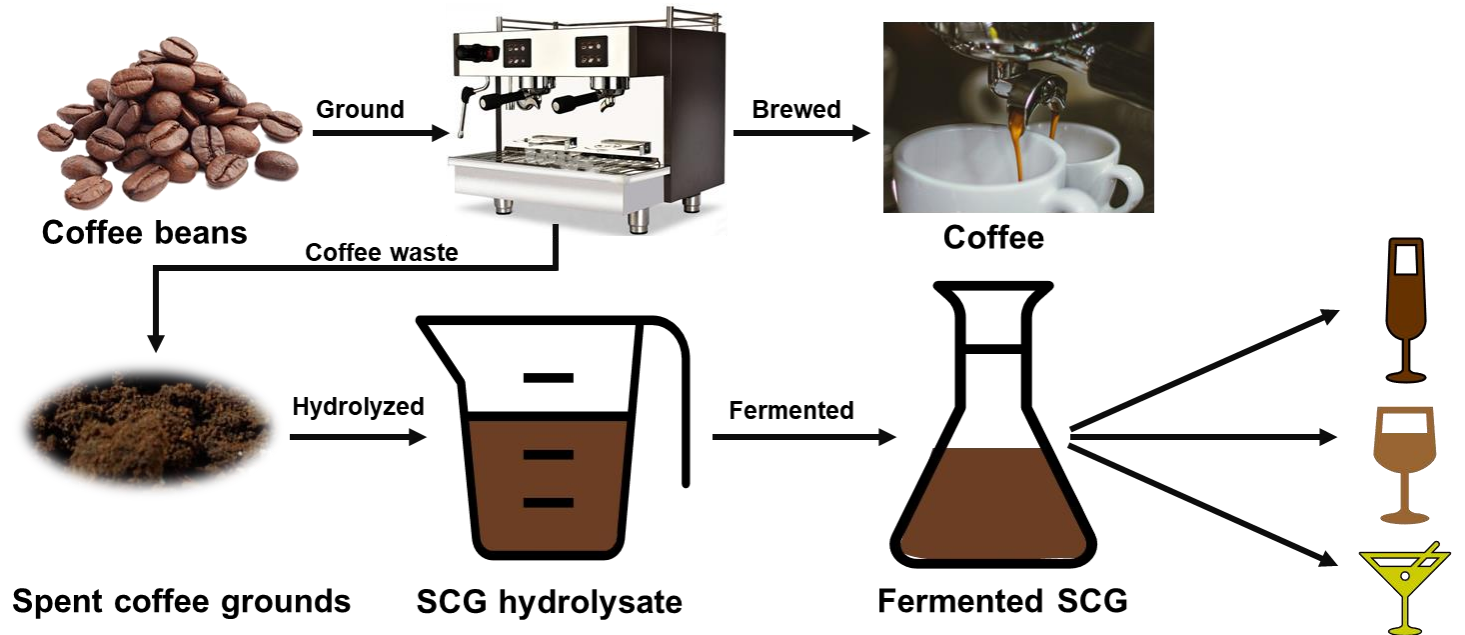 Ground
Brewed
Coffee beans
Coffee
Coffee waste
Hydrolyzed
Fermented
Spent coffee grounds
SCG hydrolysate
Fermented SCG